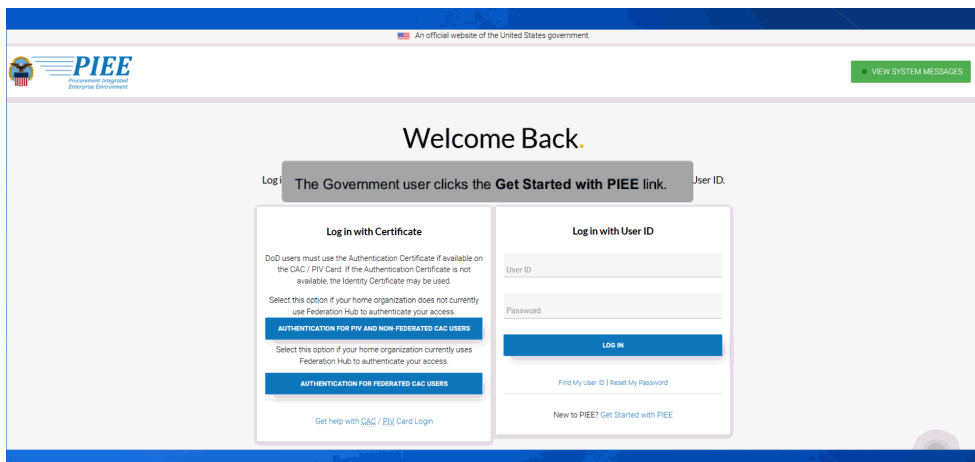 An official website of the United States government.
PIEE
Procurement Integrated
Enterprise Environment
VIEW SYSTEM MESSAGES
Welcome Back.
Log i
User ID.
The Government user clicks the Get Started with PIEE link.
Log in with Certificate
DoD users must use the Authentication Certificate if available on
the CAC / PIV Card. If the Authentication Certificate is not
available, the Identity Certificate may be used.
Select this option if your home organization does not currently
use Federation Hub to authenticate your access.
AUTHENTICATION FOR PIV AND NON-FEDERATED CAC USERS
Select this option if your home organization currently uses
Federation Hub to authenticate your access.
AUTHENTICATION FOR FEDERATED CAC USERS
Get help with CAC / PIV Card Login
Log in with User ID
User ID
Password
LOG IN
Find My User ID | Reset My Password
New to PIEE? Get Started with PIEE